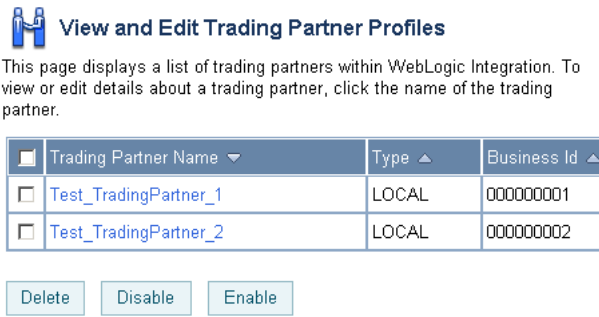 View and Edit Trading Partner Profiles
This page displays a list of trading partners within WebLogic Integration. To
view or edit details about a trading partner, click the name of the trading
partner.
Trading Partner Name Type Business Id
Test_TradingPartner_1 LOCAL 000000001
Test_TradingPartner_2 LOCAL 000000002
Delete Disable Enable